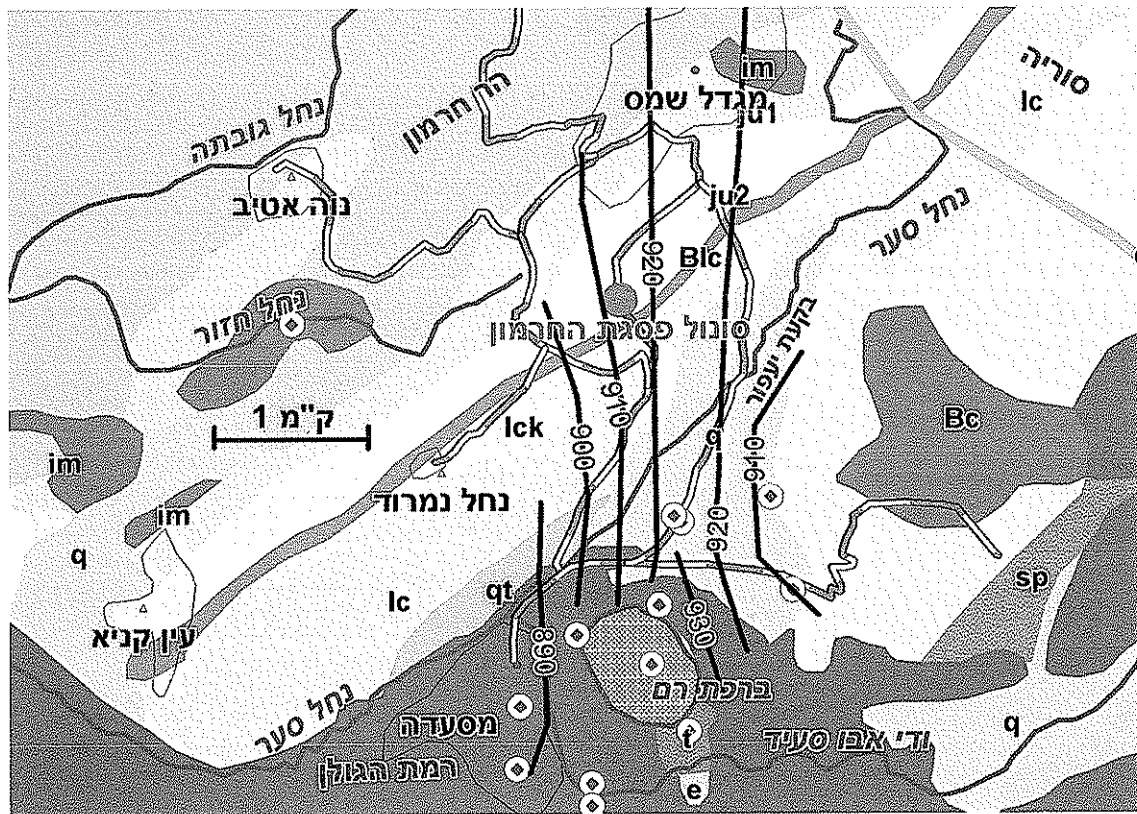 סוריה
lc
im
מגדל שמס
ju1
הר חרמון
נחל גובתה
נוה אטיב
ju2
נחל סער
Blc
920
נחל חזור
סונול פסגת החרמון
בקעת יעפור
1 ק"מ
910
lck
900
q
910
Bc
im
im
נחל נמרוד
920
q
lc
qt
sp
עין קניא
890
930
ברכת רם
נחל סער
מסעדה
t
ודי אבו סעיד
q
רמת הגולן
e